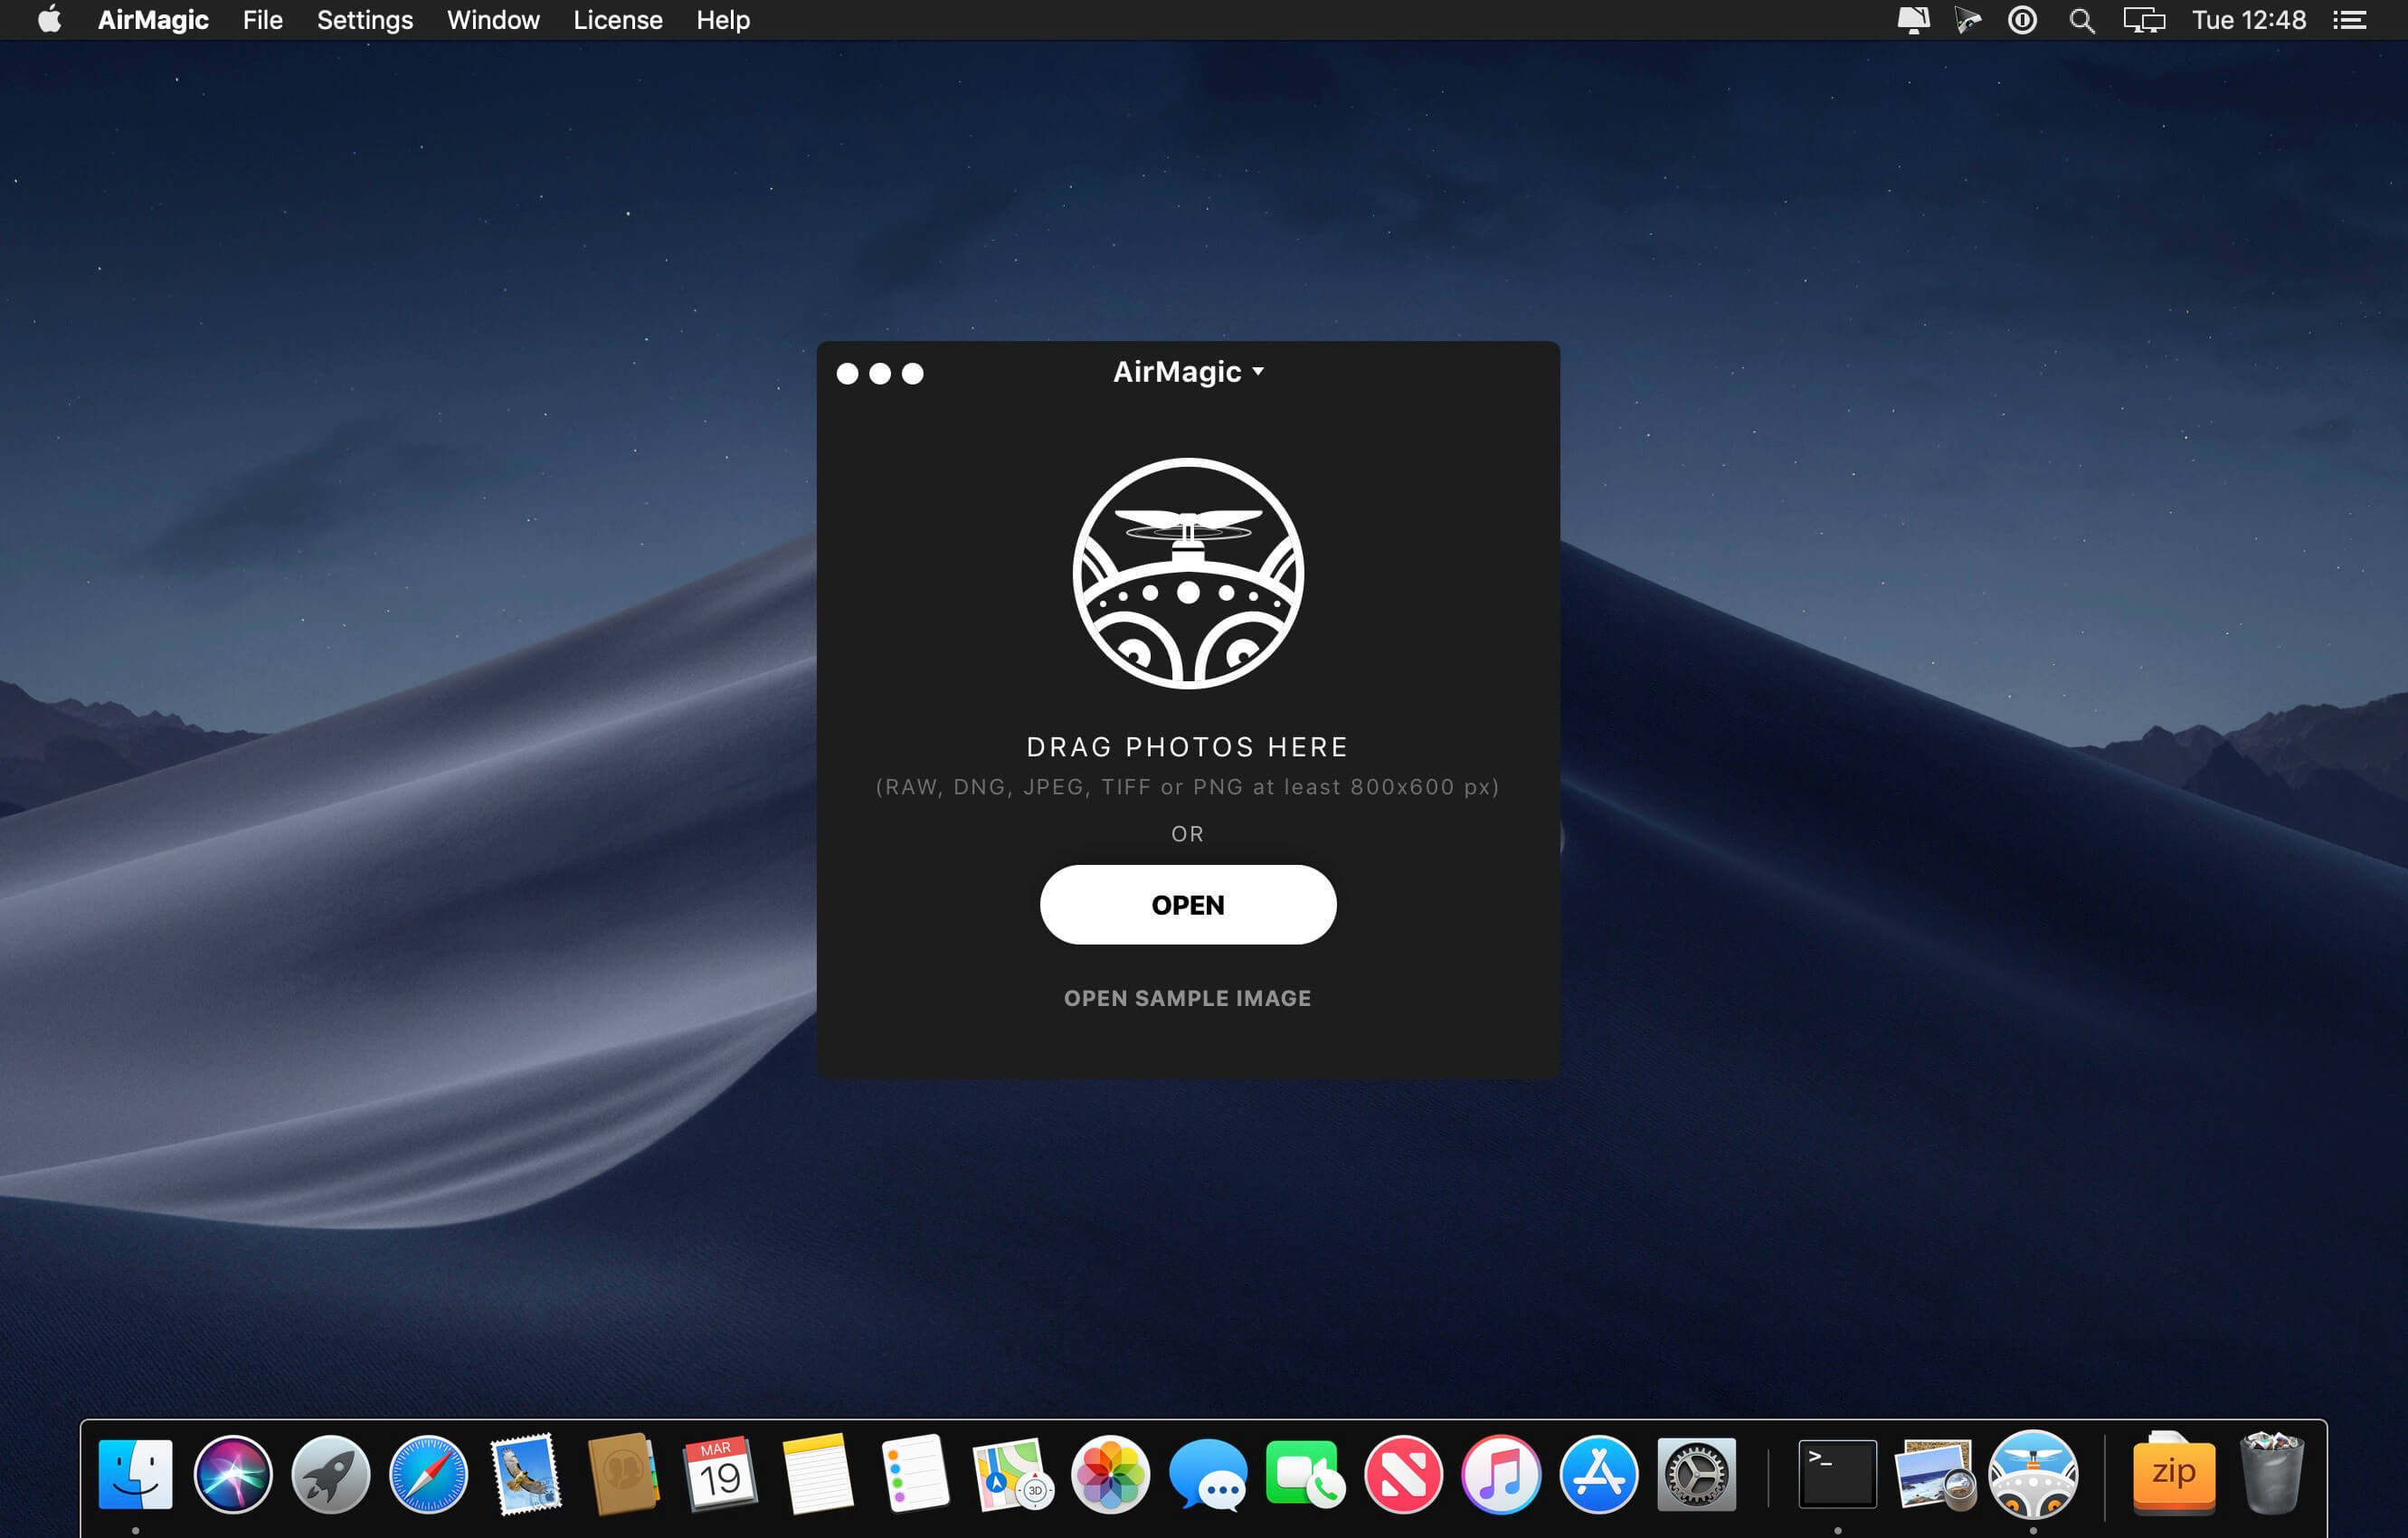 AirMagic File Settings Window License Help Tue 12:48
AirMagic
DRAG PHOTOS HERE
(RAW, DNG, JPEG, TIFF or PNG at least 800x600 px)
OR
OPEN
OPEN SAMPLE IMAGE
MAR
19
3D
>_
zip